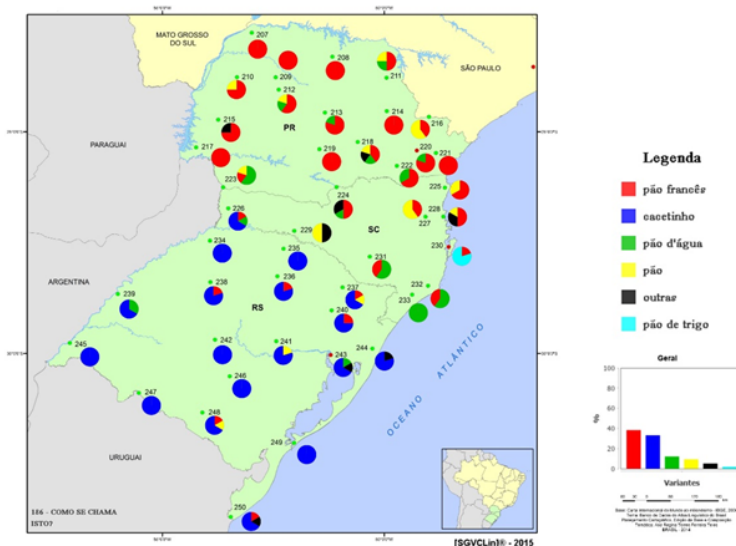 MATO GROSSO
DO SUL
SÃO PAULO
PARAGUAI
ARGENTINA
URUGUAI
PR
SC
RS
OCEANO ATLÂNTICO
207
208
209
210
211
212
213
214
215
216
217
218
219
220
221
222
223
224
225
226
227
228
229
230
231
232
233
234
235
236
237
238
239
240
241
242
243
244
245
246
247
248
249
250
186 - COMO SE CHAMA
ISTO?
[SGVCLin]® - 2015
Legenda
pão francês
cacetinho
pão d'água
pão
outras
pão de trigo
Geral
%
100
80
60
40
20
0
Variantes